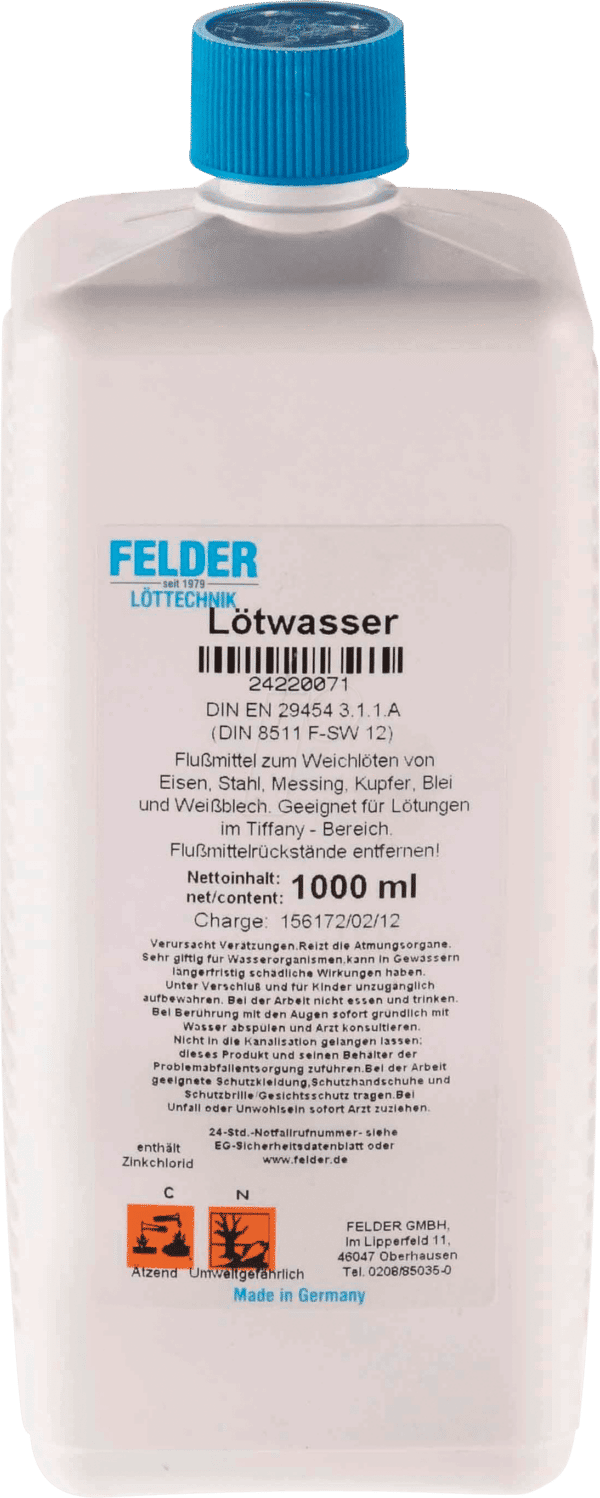 FELDER
seit 1979
LÖTTECHNIK
Lötwasser
24220071
DIN EN 29454 3.1.1.A
(DIN 8511 F-SW 12)
Flußmittel zum Weichlöten von
Eisen, Stahl, Messing, Kupfer, Blei
und Weißblech. Geeignet für Lötungen
im Tiffany - Bereich.
Flußmittelrückstände entfernen!
Nettoinhalt:
net/content: 1000 ml
Charge: 156172/02/12
Verursacht Verätzungen.Reizt die Atmungsorgane.
Sehr giftig für Wasserorganismen,kann in Gewässern
längerfristig schädliche Wirkungen haben.
Unter Verschluß und für Kinder unzugänglich
aufbewahren. Bei der Arbeit nicht essen und trinken.
Bei Berührung mit den Augen sofort gründlich mit
Wasser abspülen und Arzt konsultieren.
Nicht in die Kanalisation gelangen lassen;
dieses Produkt und seinen Behälter der
Problemabfallentsorgung zuführen.Bei der Arbeit
geeignete Schutzkleidung,Schutzhandschuhe und
Schutzbrille/Gesichtsschutz tragen.Bei
Unfall oder Unwohlsein sofort Arzt zuziehen.
24-Std.-Notfallrufnummer- siehe
EG-Sicherheitsdatenblatt oder
www.felder.de
enthält
Zinkchlorid
C N
Ätzend Umweltgefährlich
FELDER GMBH,
Im Lipperfeld 11,
46047 Oberhausen
Tel. 0208/85035-0
Made in Germany